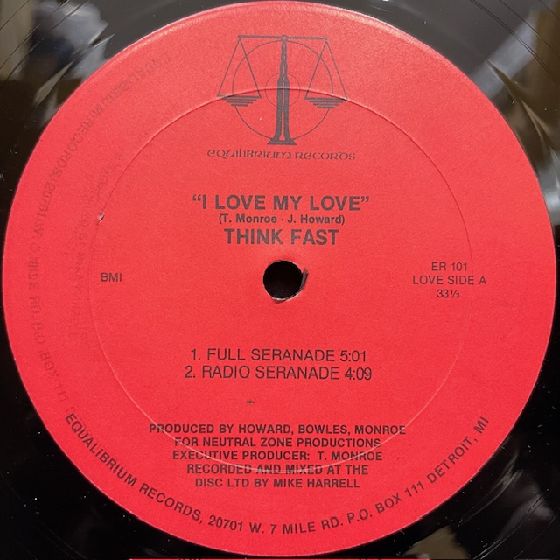 EQUILIBRIUM RECORDS
"I LOVE MY LOVE"
(T. Monroe - J. Howard)
THINK FAST
BMI
ER 101
LOVE SIDE A
33⅓
1. FULL SERANADE 5:01
2. RADIO SERANADE 4:09
PRODUCED BY HOWARD, BOWLES, MONROE
FOR NEUTRAL ZONE PRODUCTIONS
EXECUTIVE PRODUCER: T. MONROE
RECORDED AND MIXED AT THE
DISC LTD BY MIKE HARRELL
EQUALIBRIUM RECORDS, 20701 W. 7 MILE RD. P.O. BOX 111 DETROIT, MI